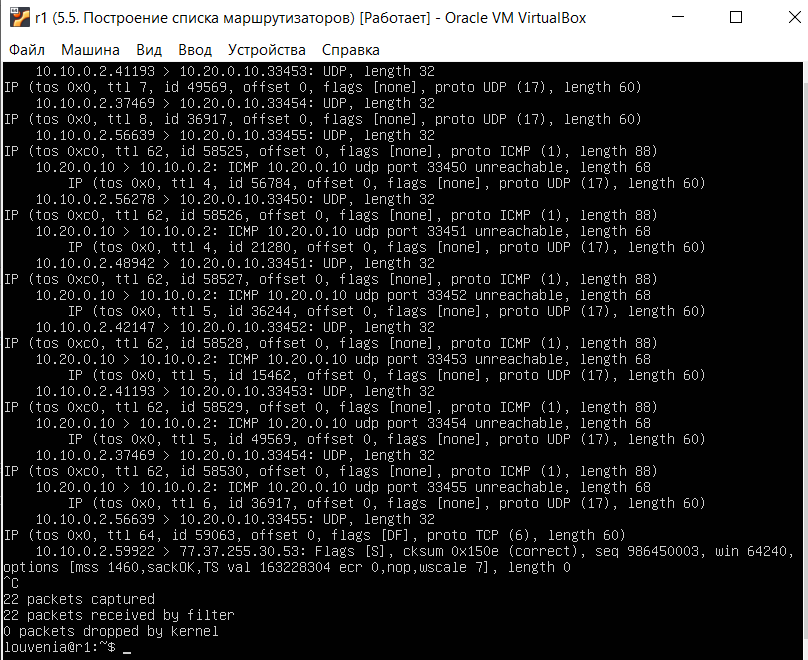 r1 (5.5. Построение списка маршрутизаторов) [Работает] - Oracle VM VirtualBox
Файл Машина Вид Ввод Устройства Справка
10.10.0.2.41193 > 10.20.0.10.33453: UDP, length 32
IP (tos 0x0, ttl 7, id 49569, offset 0, flags [none], proto UDP (17), length 60)
10.10.0.2.37469 > 10.20.0.10.33454: UDP, length 32
IP (tos 0x0, ttl 8, id 36917, offset 0, flags [none], proto UDP (17), length 60)
10.10.0.2.56639 > 10.20.0.10.33455: UDP, length 32
IP (tos 0xc0, ttl 62, id 58525, offset 0, flags [none], proto ICMP (1), length 88)
10.20.0.10 > 10.10.0.2: ICMP 10.20.0.10 udp port 33450 unreachable, length 68
IP (tos 0x0, ttl 4, id 56784, offset 0, flags [none], proto UDP (17), length 60)
10.10.0.2.56278 > 10.20.0.10.33450: UDP, length 32
IP (tos 0xc0, ttl 62, id 58526, offset 0, flags [none], proto ICMP (1), length 88)
10.20.0.10 > 10.10.0.2: ICMP 10.20.0.10 udp port 33451 unreachable, length 68
IP (tos 0x0, ttl 4, id 21280, offset 0, flags [none], proto UDP (17), length 60)
10.10.0.2.48942 > 10.20.0.10.33451: UDP, length 32
IP (tos 0xc0, ttl 62, id 58527, offset 0, flags [none], proto ICMP (1), length 88)
10.20.0.10 > 10.10.0.2: ICMP 10.20.0.10 udp port 33452 unreachable, length 68
IP (tos 0x0, ttl 5, id 36244, offset 0, flags [none], proto UDP (17), length 60)
10.10.0.2.42147 > 10.20.0.10.33452: UDP, length 32
IP (tos 0xc0, ttl 62, id 58528, offset 0, flags [none], proto ICMP (1), length 88)
10.20.0.10 > 10.10.0.2: ICMP 10.20.0.10 udp port 33453 unreachable, length 68
IP (tos 0x0, ttl 5, id 15462, offset 0, flags [none], proto UDP (17), length 60)
10.10.0.2.41193 > 10.20.0.10.33453: UDP, length 32
IP (tos 0xc0, ttl 62, id 58529, offset 0, flags [none], proto ICMP (1), length 88)
10.20.0.10 > 10.10.0.2: ICMP 10.20.0.10 udp port 33454 unreachable, length 68
IP (tos 0x0, ttl 5, id 49569, offset 0, flags [none], proto UDP (17), length 60)
10.10.0.2.37469 > 10.20.0.10.33454: UDP, length 32
IP (tos 0xc0, ttl 62, id 58530, offset 0, flags [none], proto ICMP (1), length 88)
10.20.0.10 > 10.10.0.2: ICMP 10.20.0.10 udp port 33455 unreachable, length 68
IP (tos 0x0, ttl 6, id 36917, offset 0, flags [none], proto UDP (17), length 60)
10.10.0.2.56639 > 10.20.0.10.33455: UDP, length 32
IP (tos 0x0, ttl 64, id 59063, offset 0, flags [DF], proto TCP (6), length 60)
10.10.0.2.59922 > 77.37.255.30.53: Flags [S], cksum 0x150e (correct), seq 986450003, win 64240,
options [mss 1460,sackOK,TS val 163228304 ecr 0,nop,wscale 7], length 0
^C
22 packets captured
22 packets received by filter
0 packets dropped by kernel
louvenia@r1:~$ _